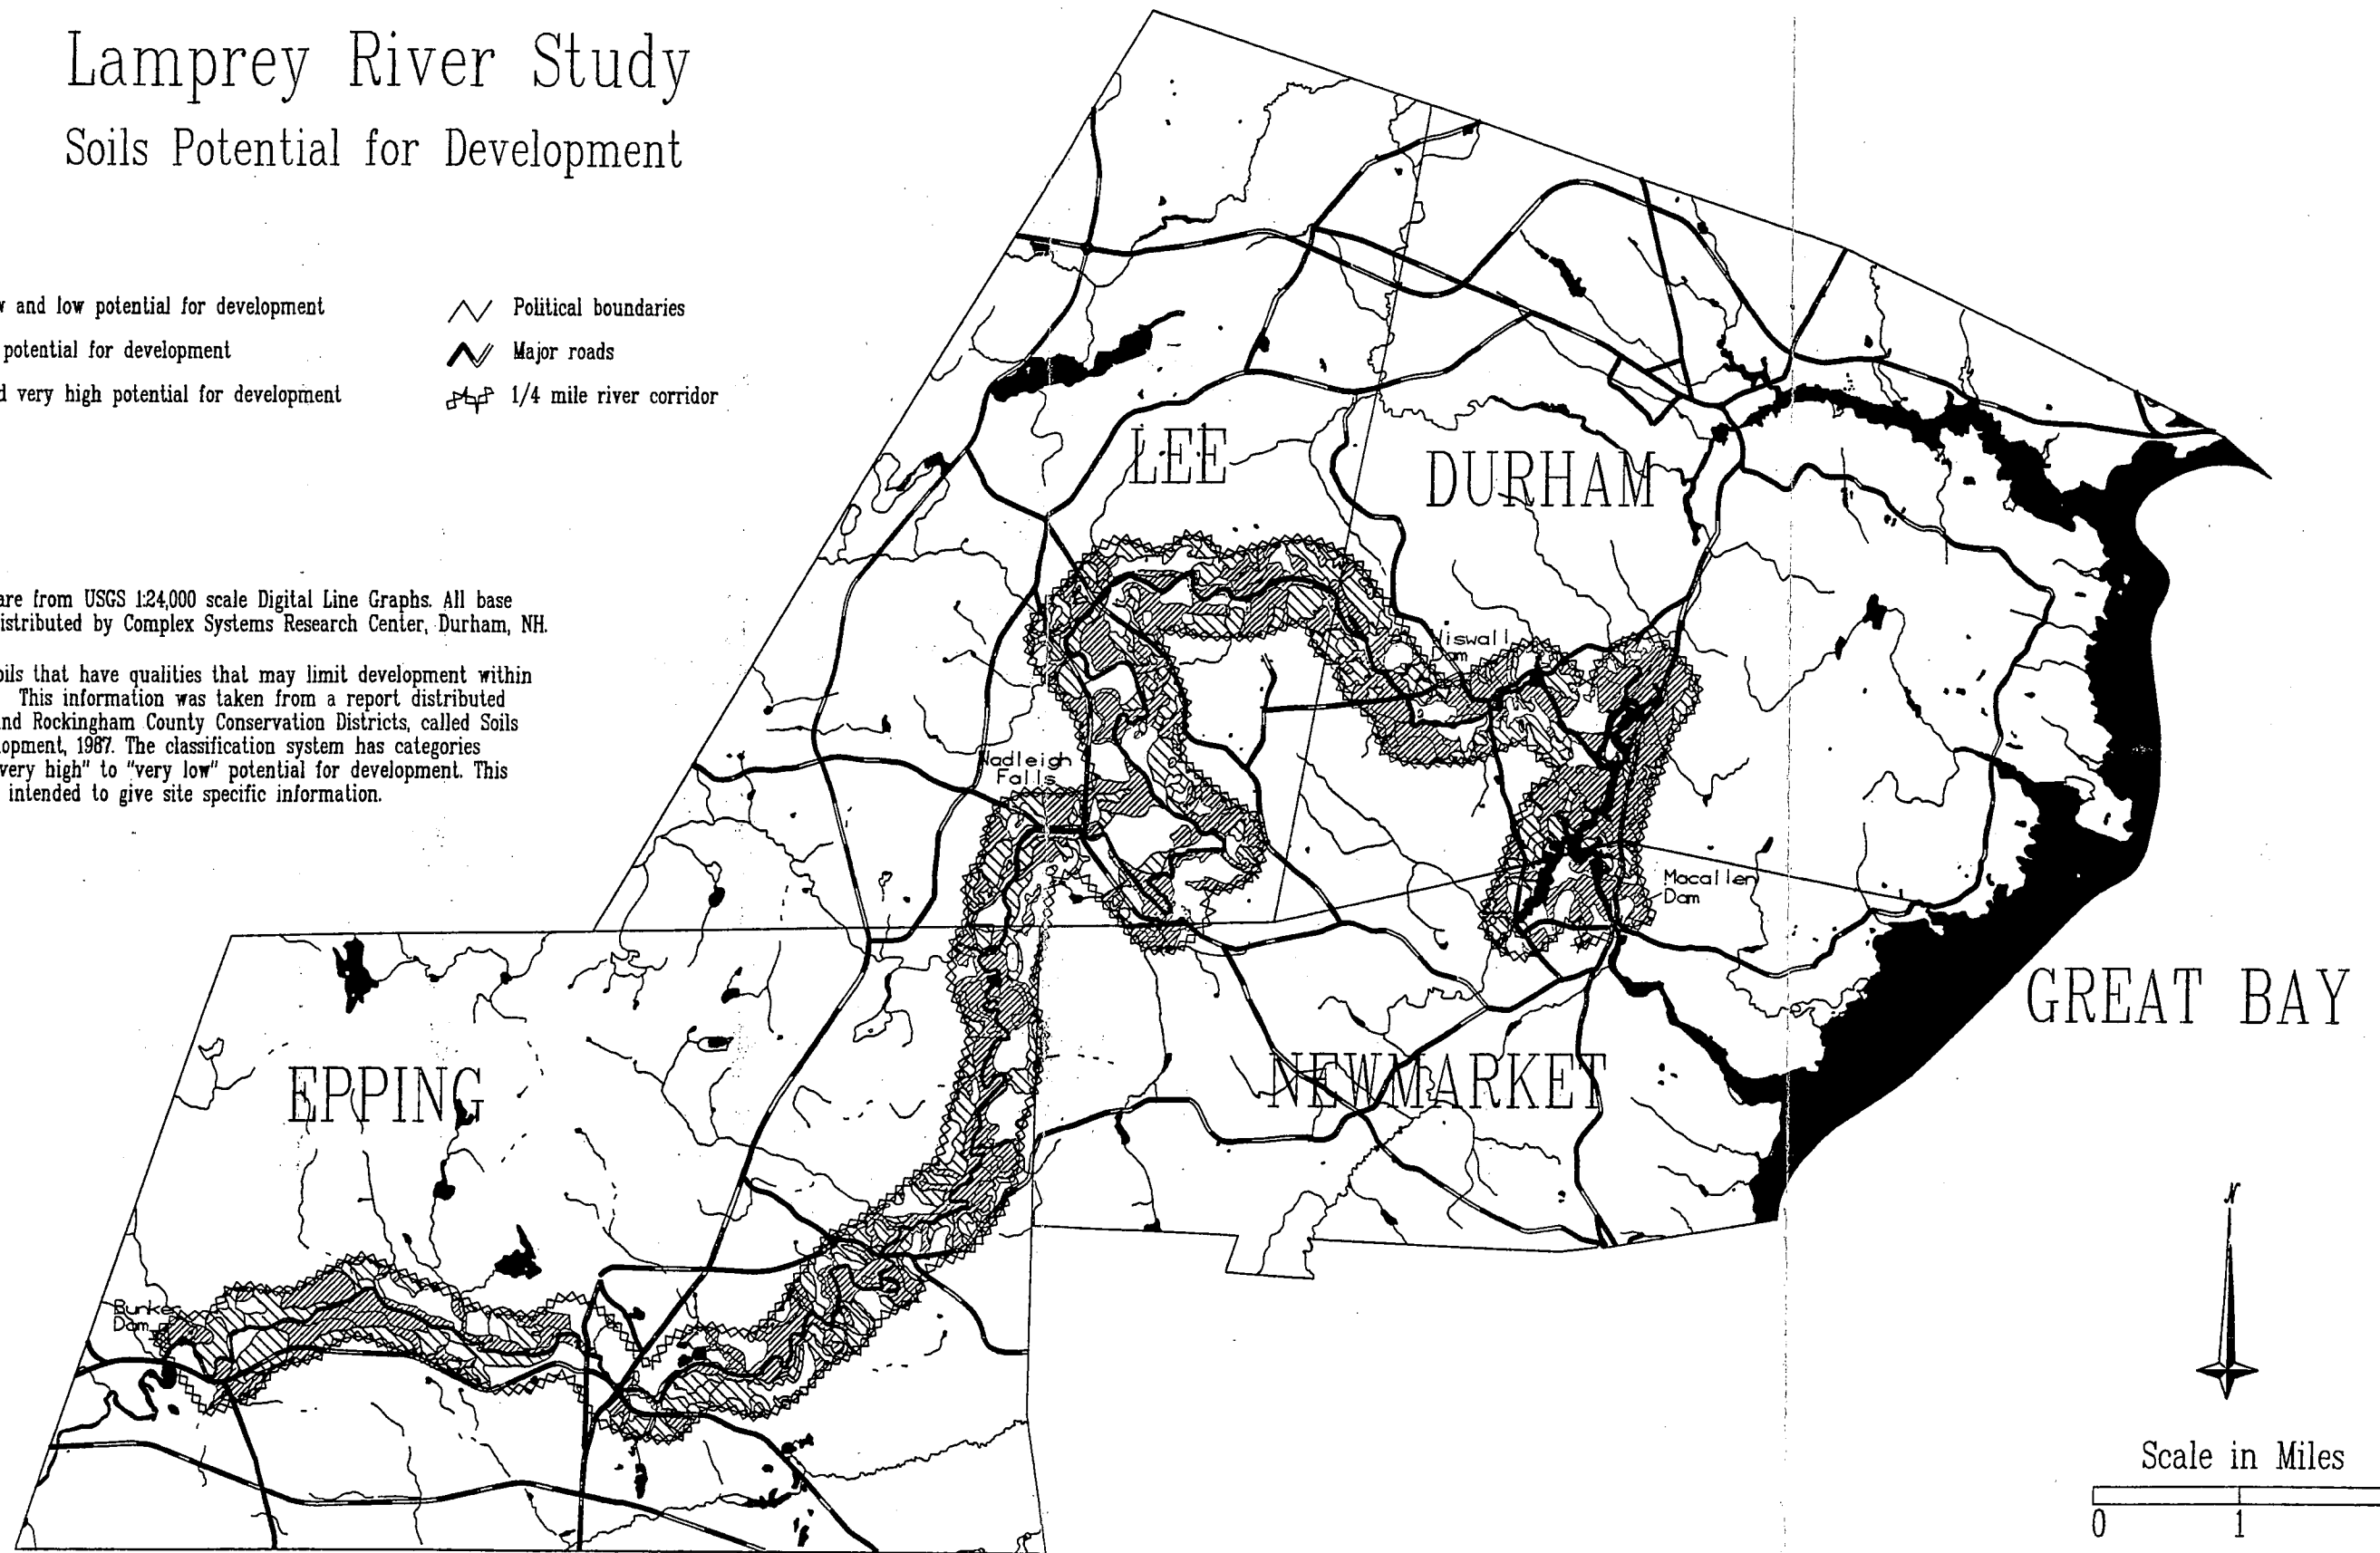 Lamprey River Study
Soils Potential for Development
and low potential for development
potential for development
very high potential for development
Political boundaries
Major roads
1/4 mile river corridor
are from USGS 1:24,000 scale Digital Line Graphs. All base
istributed by Complex Systems Research Center, Durham, NH.
oils that have qualities that may limit development within
This information was taken from a report distributed
nd Rockingham County Conservation Districts, called Soils
opment, 1987. The classification system has categories
very high" to "very low" potential for development. This
intended to give site specific information.
LEE
DURHAM
Wiswall
Dam
Wadleigh
Falls
Macallen
Dam
GREAT BAY
EPPING
NEWMARKET
Bunker
Dam
N
Scale in Miles
0 1